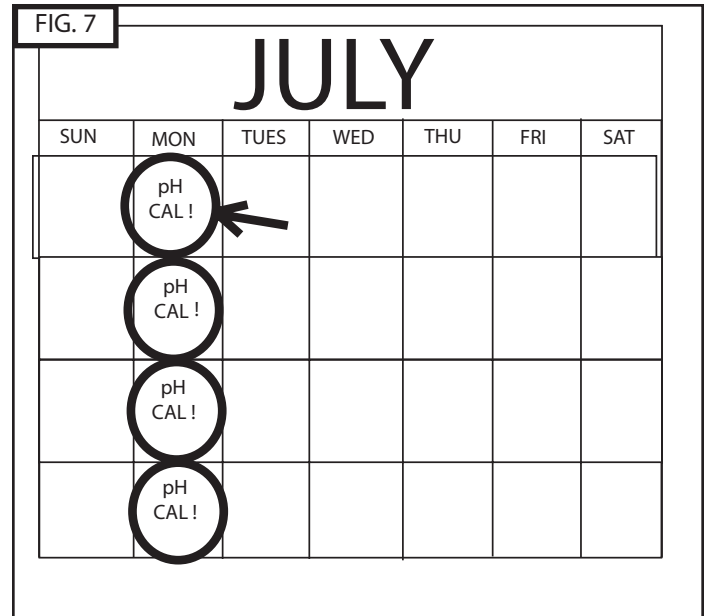 FIG. 7
JULY
SUN MON TUES WED THU FRI SAT
pH
CAL !
pH
CAL !
pH
CAL !
pH
CAL !